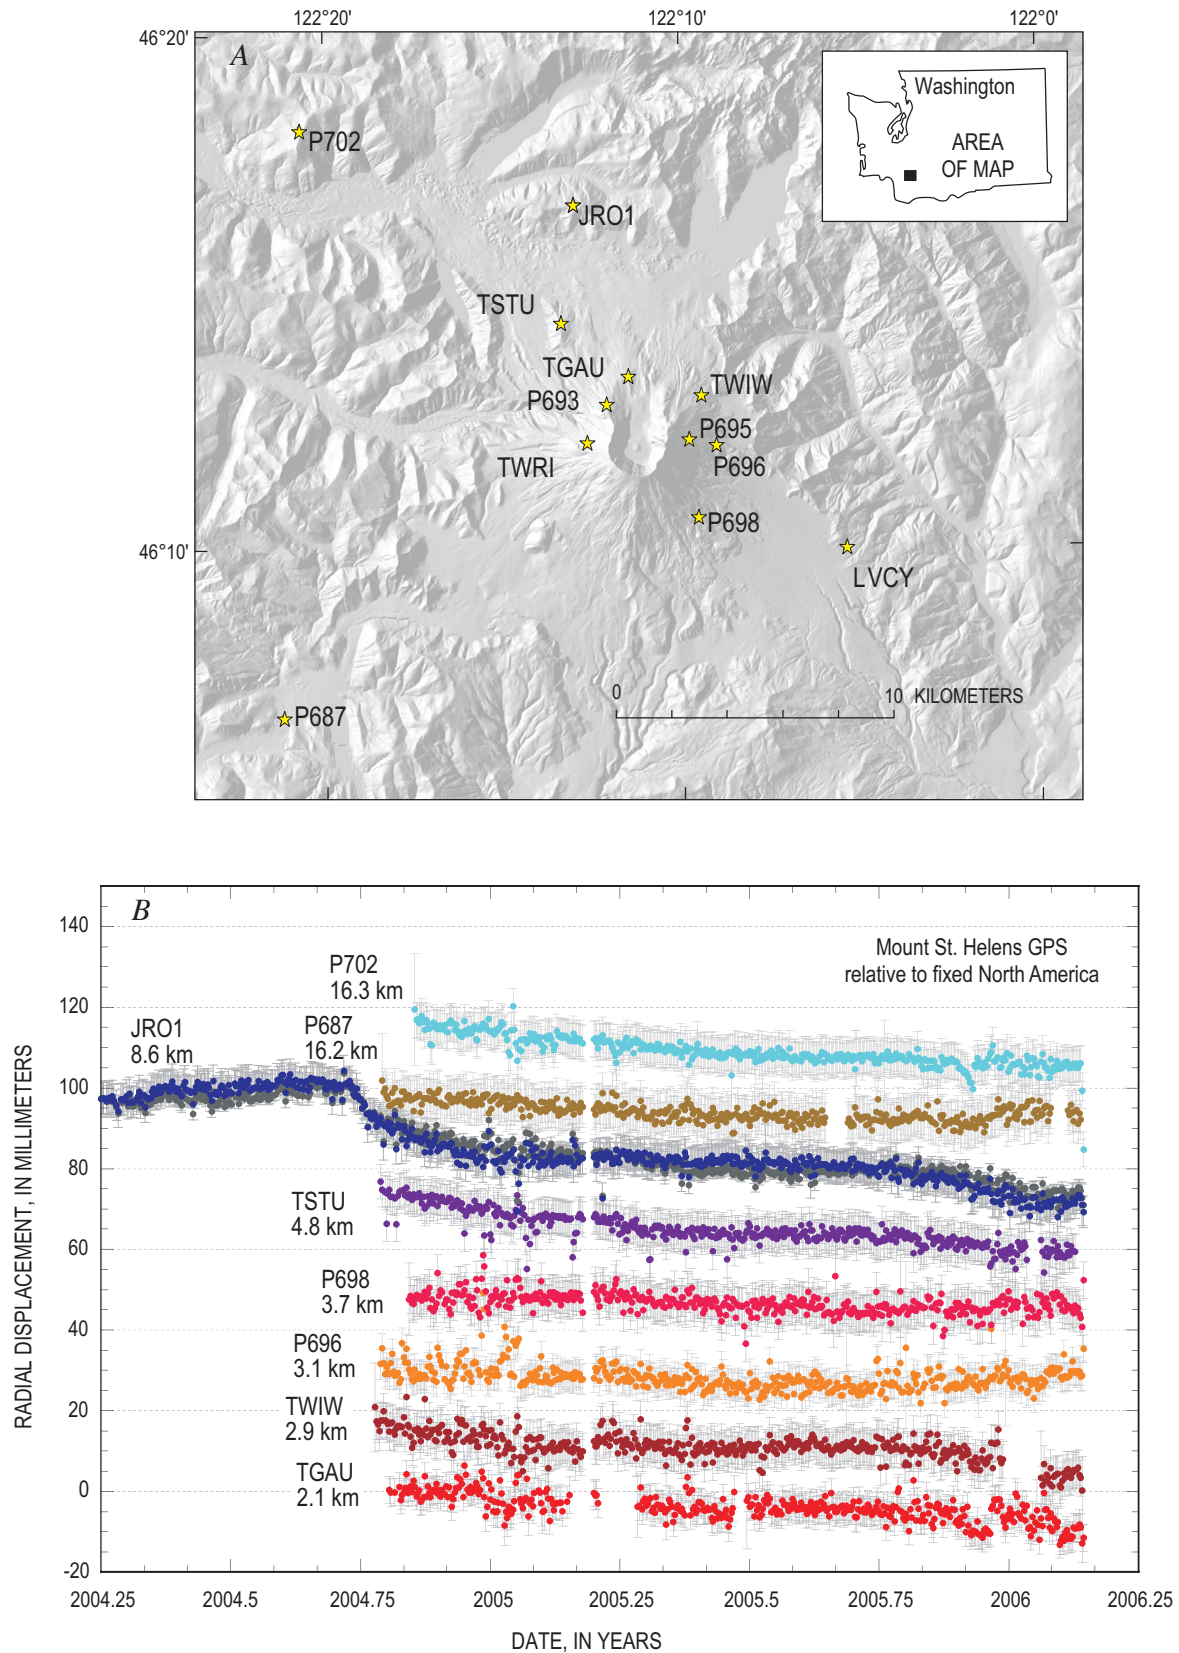 122°20'
122°10'
122°0'
46°20'
A
Washington
AREA
OF MAP
P702
JRO1
TSTU
TGAU
P693
TWIW
P695
TWRI
P696
P698
46°10'
LVCY
0
10 KILOMETERS
P687
B
140
Mount St. Helens GPS
relative to fixed North America
P702
16.3 km
120
JRO1
8.6 km
P687
16.2 km
100
80
TSTU
4.8 km
60
P698
3.7 km
40
P696
3.1 km
20
TWIW
2.9 km
TGAU
2.1 km
0
-20
RADIAL DISPLACEMENT, IN MILLIMETERS
2004.25
2004.5
2004.75
2005
2005.25
2005.5
2005.75
2006
2006.25
DATE, IN YEARS